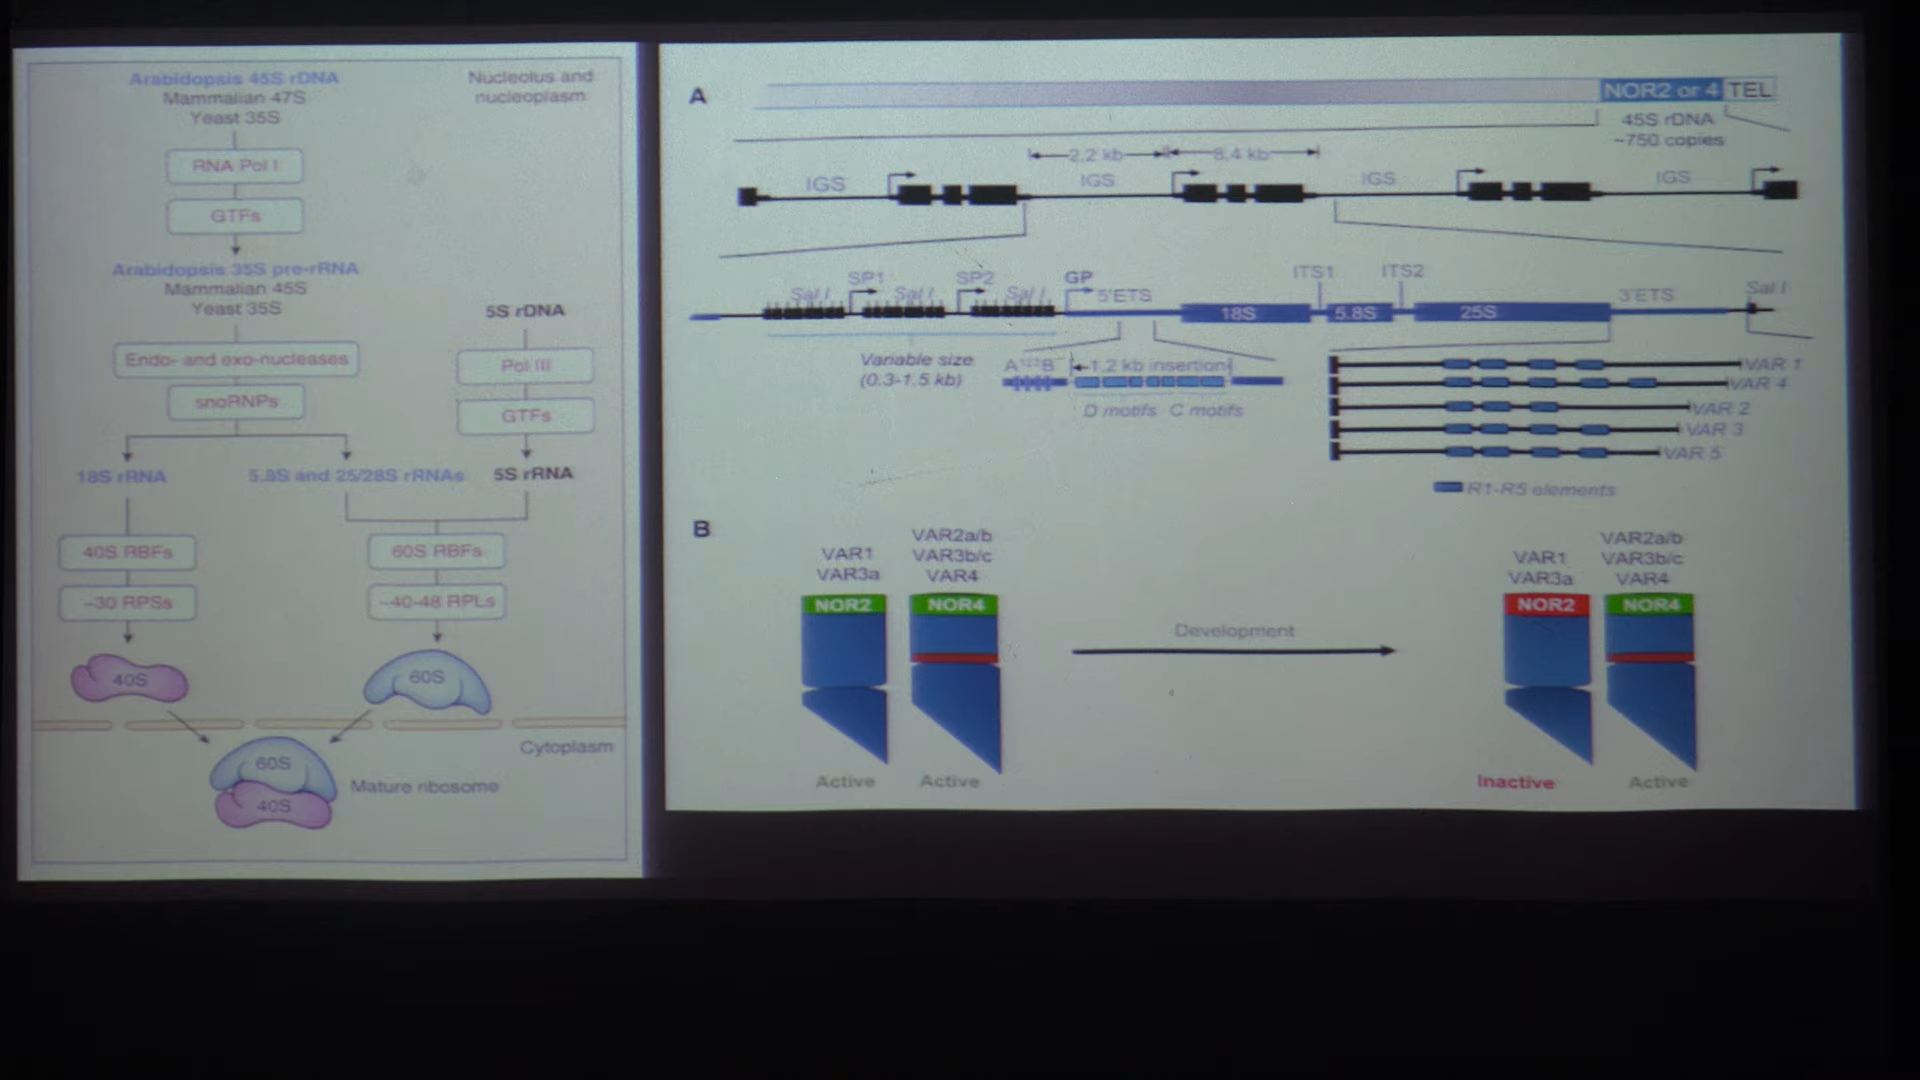 Arabidopsis 45S rDNA
Mammalian 47S
Yeast 35S
Nucleolus and
nucleoplasm
RNA Pol I
GTFs
Arabidopsis 35S pre-rRNA
Mammalian 45S
Yeast 35S
5S rDNA
Endo- and exo-nucleases
Pol III
snoRNPs
GTFs
18S rRNA
5.8S and 25/28S rRNAs
5S rRNA
40S RBFs
60S RBFs
~30 RPSs
~40-48 RPLs
40S
60S
Cytoplasm
60S
40S
Mature ribosome
A
NOR2 or 4
TEL
45S rDNA
~750 copies
2.2 kb
8.4 kb
IGS
IGS
IGS
IGS
SP1
SP2
GP
ITS1
ITS2
Sal I
Sal I
Sal I
5'ETS
18S
5.8S
25S
3'ETS
Sal I
Variable size
(0.3-1.5 kb)
1.2 kb insertion
D motifs
C motifs
VAR 1
VAR 4
VAR 2
VAR 3
VAR 5
R1-R5 elements
B
VAR1
VAR3a
VAR2a/b
VAR3b/c
VAR4
NOR2
NOR4
Active
Active
Development
VAR1
VAR3a
VAR2a/b
VAR3b/c
VAR4
NOR2
NOR4
Inactive
Active